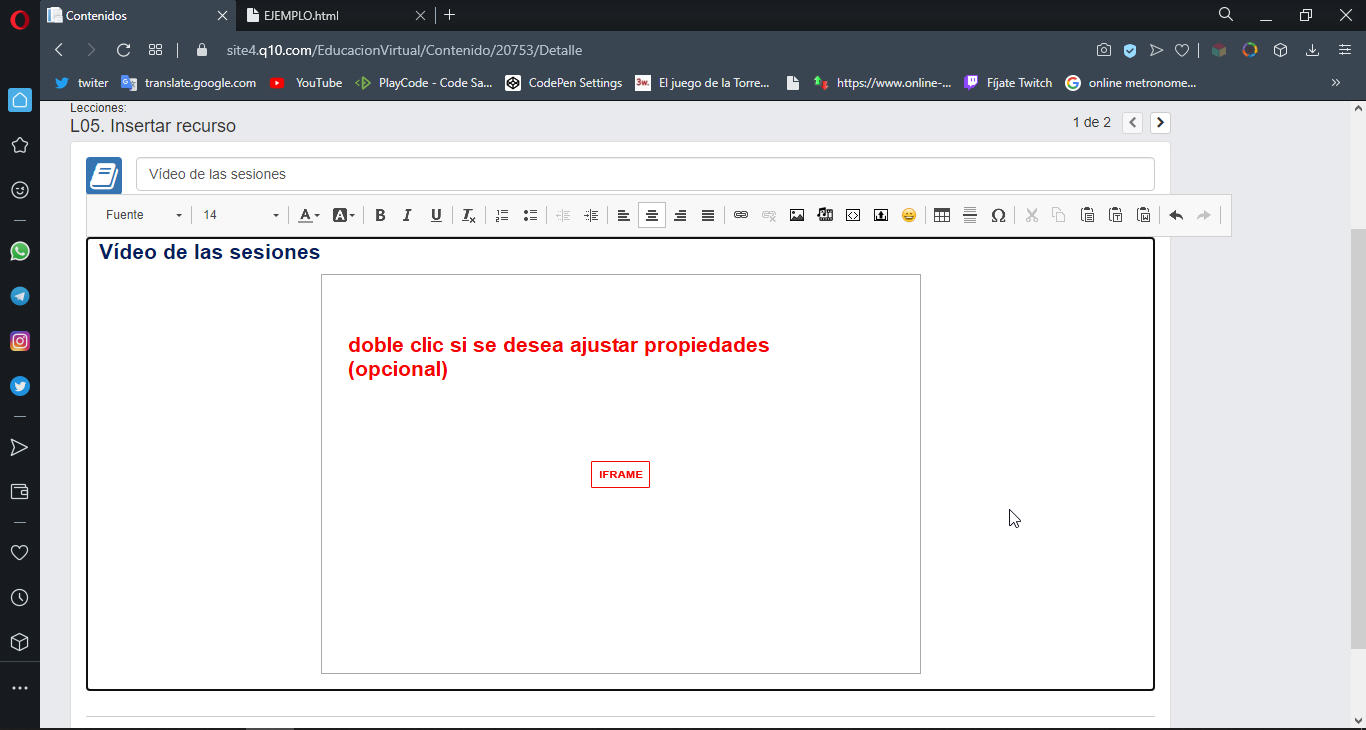 Contenidos
EJEMPLO.html
site4.q10.com/EducacionVirtual/Contenido/20753/Detalle
twiter
translate.google.com
YouTube
PlayCode - Code Sa...
CodePen Settings
3w. El juego de la Torre...
https://www.online-...
Fíjate Twitch
online metronome...
Lecciones:
L05. Insertar recurso
1 de 2
Vídeo de las sesiones
Fuente
14
Vídeo de las sesiones
doble clic si se desea ajustar propiedades
(opcional)
IFRAME